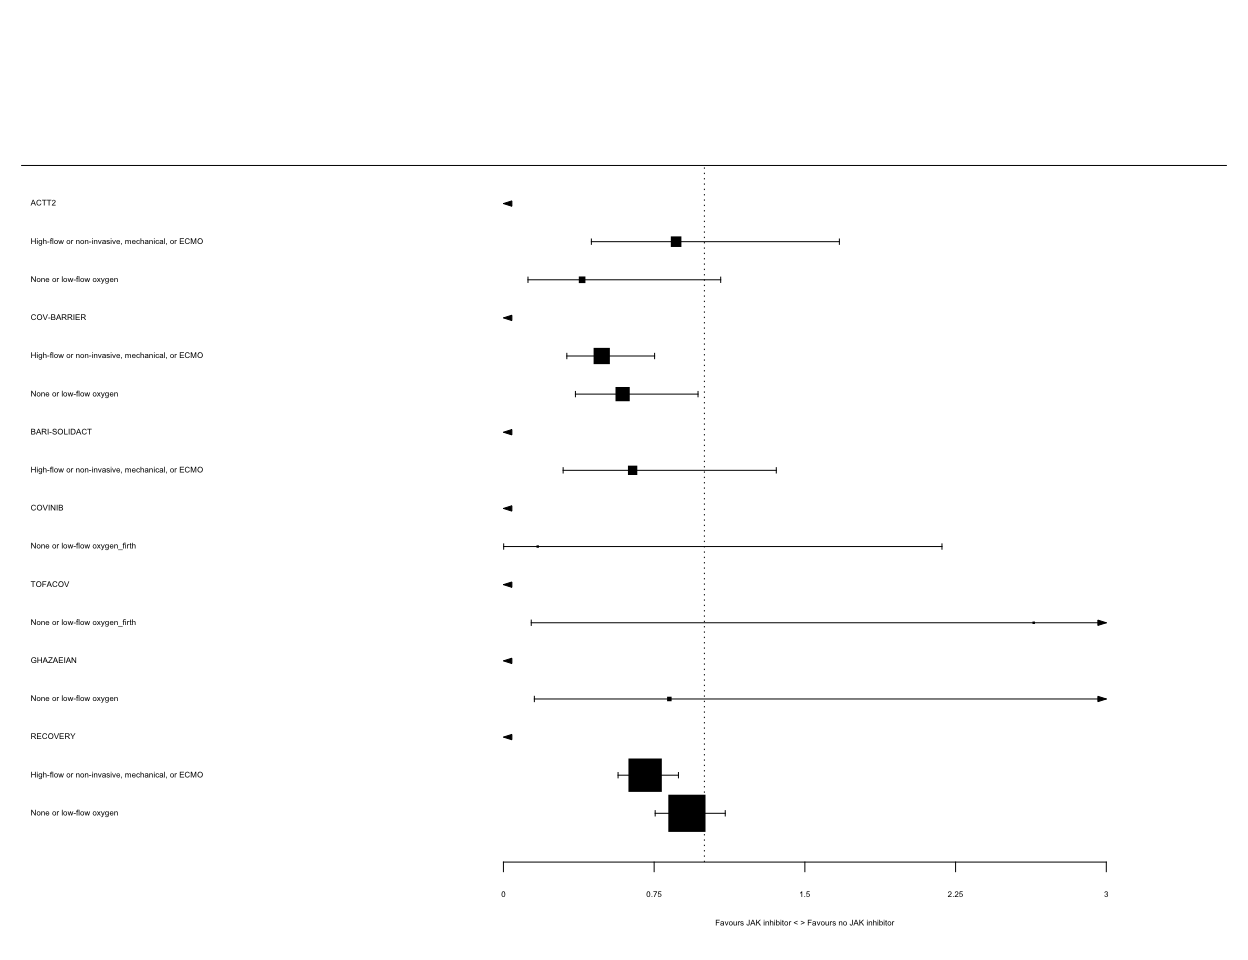 ACTT2
High-flow or non-invasive, mechanical, or ECMO
None or low-flow oxygen
COV-BARRIER
High-flow or non-invasive, mechanical, or ECMO
None or low-flow oxygen
BARI-SOLIDACT
High-flow or non-invasive, mechanical, or ECMO
COVINIB
None or low-flow oxygen_firth
TOFACOV
None or low-flow oxygen_firth
GHAZAEIAN
None or low-flow oxygen
RECOVERY
High-flow or non-invasive, mechanical, or ECMO
None or low-flow oxygen
0 0.75 1.5 2.25 3
Favours JAK inhibitor < > Favours no JAK inhibitor